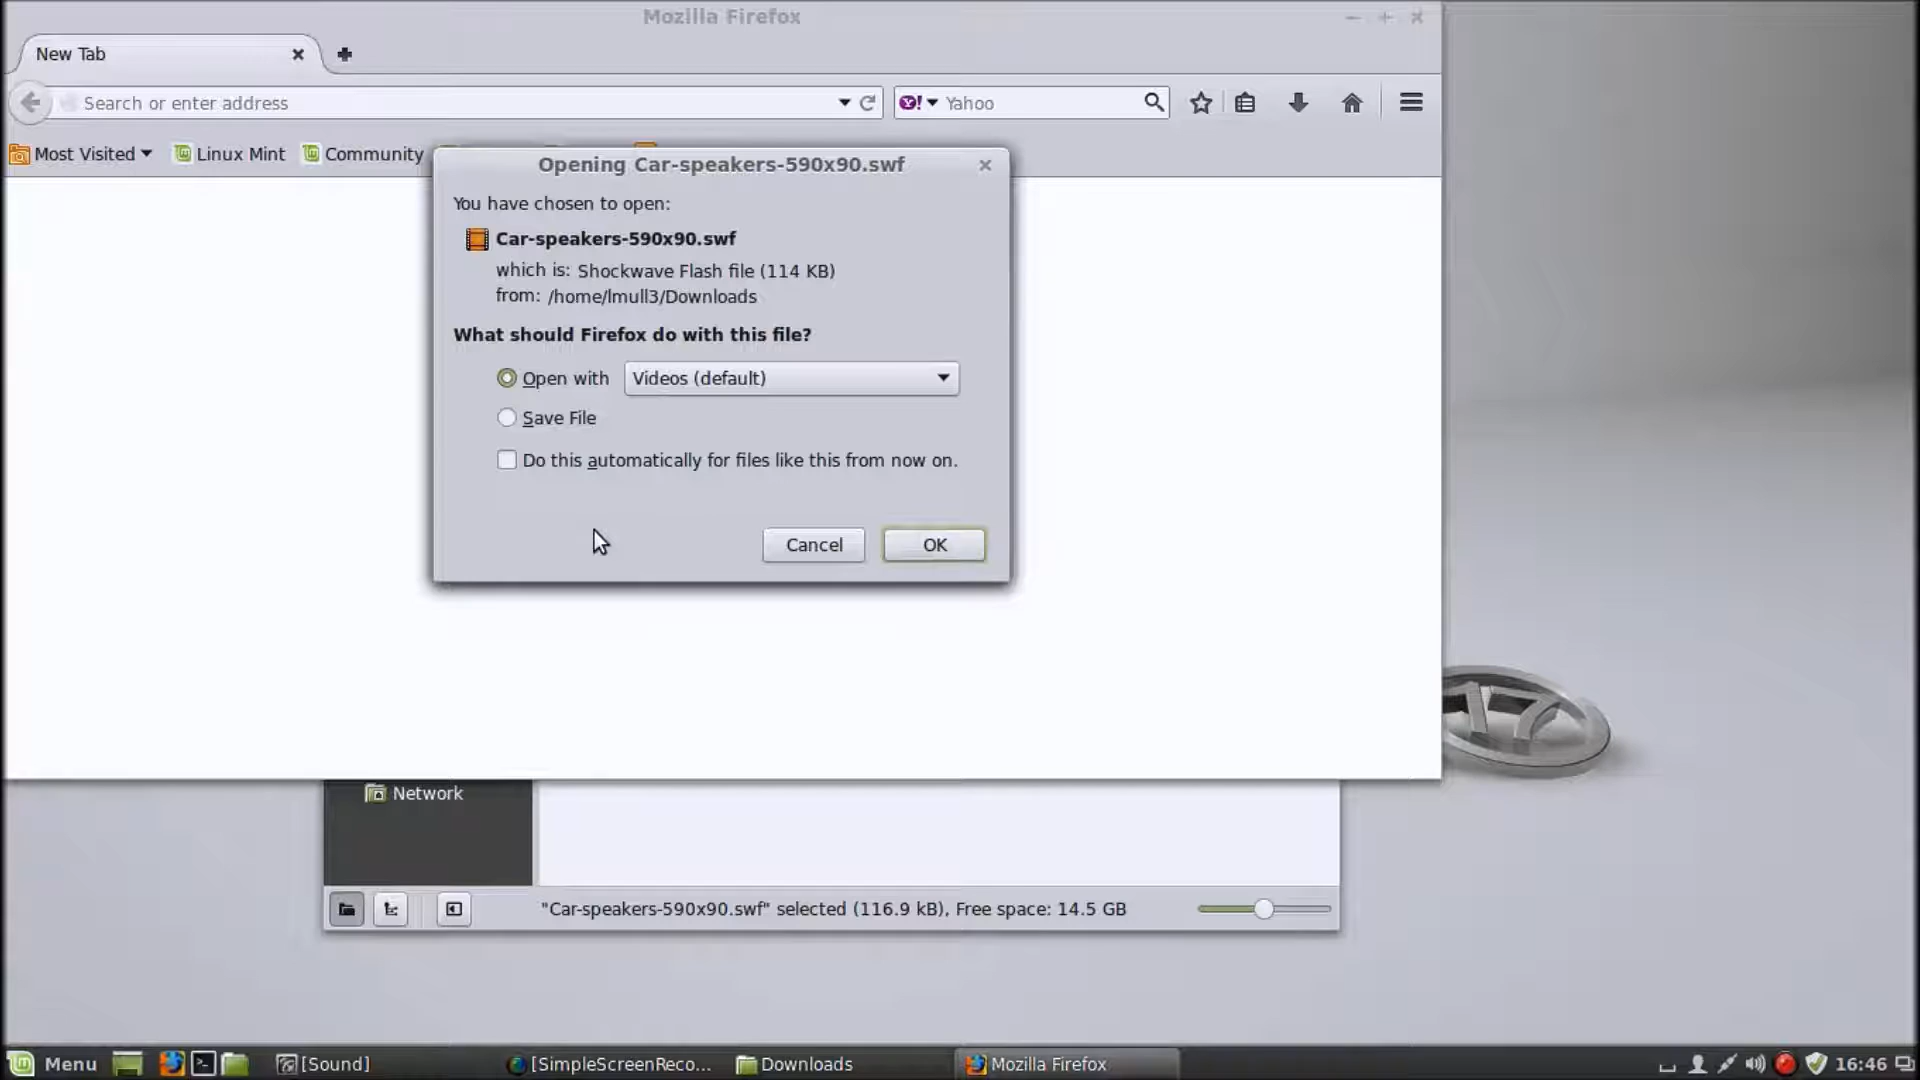 Mozilla Firefox
New Tab
Search or enter address
Yahoo
Most Visited
Linux Mint
Community
Opening Car-speakers-590x90.swf
You have chosen to open:
Car-speakers-590x90.swf
which is: Shockwave Flash file (114 KB)
from: /home/lmull3/Downloads
What should Firefox do with this file?
Open with
Videos (default)
Save File
Do this automatically for files like this from now on.
Cancel
OK
17
Network
"Car-speakers-590x90.swf" selected (116.9 kB), Free space: 14.5 GB
Menu
[Sound]
[SimpleScreenReco...
Downloads
Mozilla Firefox
16:46